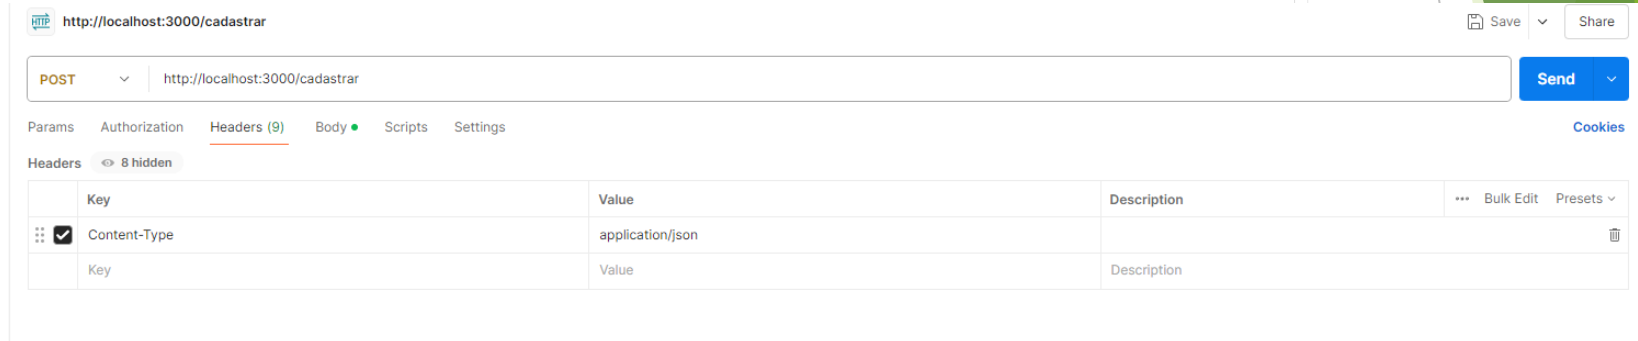 HTTP http://localhost:3000/cadastrar Save Share
POST http://localhost:3000/cadastrar Send
Params Authorization Headers (9) Body Scripts Settings Cookies
Headers 8 hidden
Key Value Description ••• Bulk Edit Presets
Content-Type application/json
Key Value Description